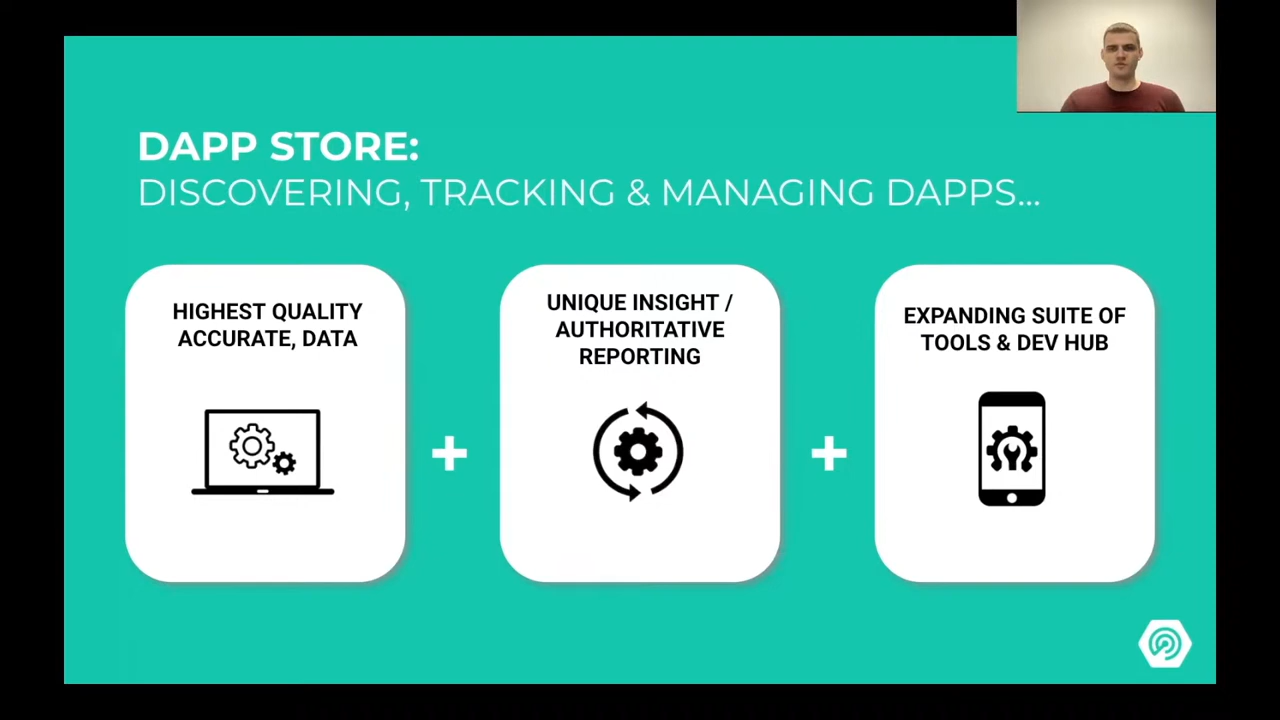 DAPP STORE:
DISCOVERING, TRACKING & MANAGING DAPPS...
HIGHEST QUALITY
ACCURATE, DATA
UNIQUE INSIGHT /
AUTHORITATIVE
REPORTING
EXPANDING SUITE OF
TOOLS & DEV HUB